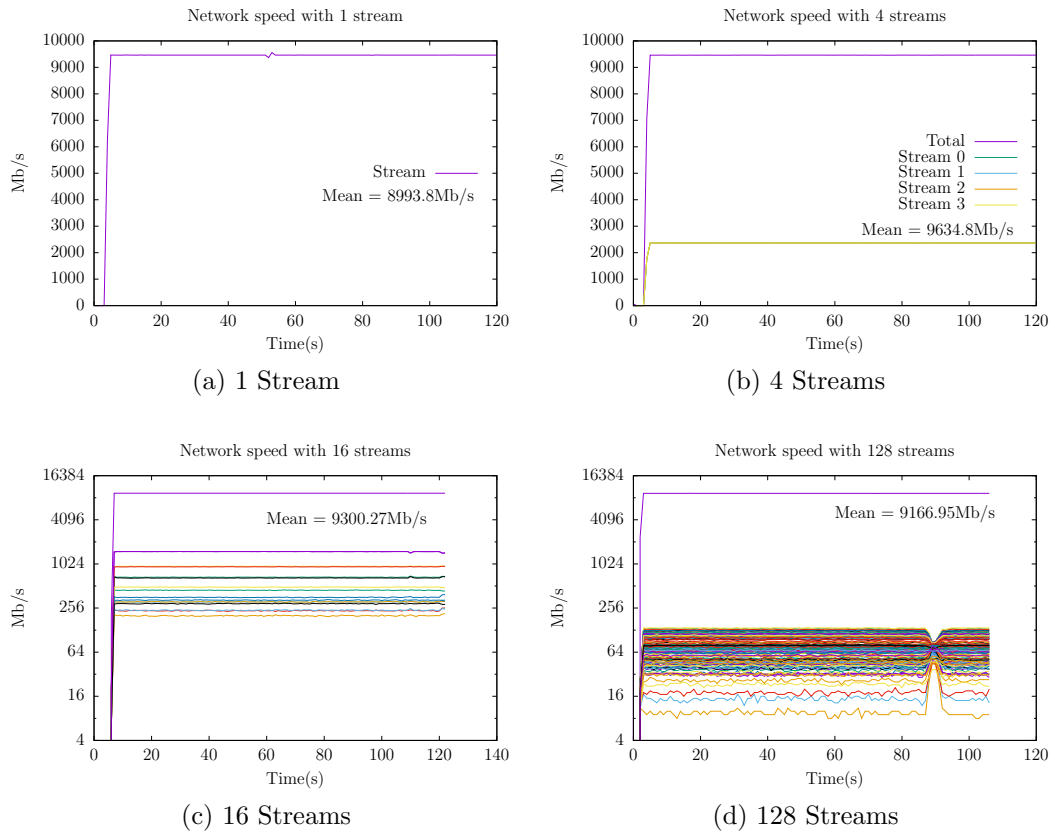 Network speed with 1 stream
10000
9000
8000
7000
6000
5000
4000
3000
2000
1000
0
Mb/s
Stream
Mean = 8993.8Mb/s
0 20 40 60 80 100 120
Time(s)
(a) 1 Stream
Network speed with 4 streams
10000
9000
8000
7000
6000
5000
4000
3000
2000
1000
0
Mb/s
Total
Stream 0
Stream 1
Stream 2
Stream 3
Mean = 9634.8Mb/s
0 20 40 60 80 100 120
Time(s)
(b) 4 Streams
Network speed with 16 streams
16384
4096
1024
256
64
16
4
Mb/s
Mean = 9300.27Mb/s
0 20 40 60 80 100 120 140
Time(s)
(c) 16 Streams
Network speed with 128 streams
16384
4096
1024
256
64
16
4
Mb/s
Mean = 9166.95Mb/s
0 20 40 60 80 100 120
Time(s)
(d) 128 Streams